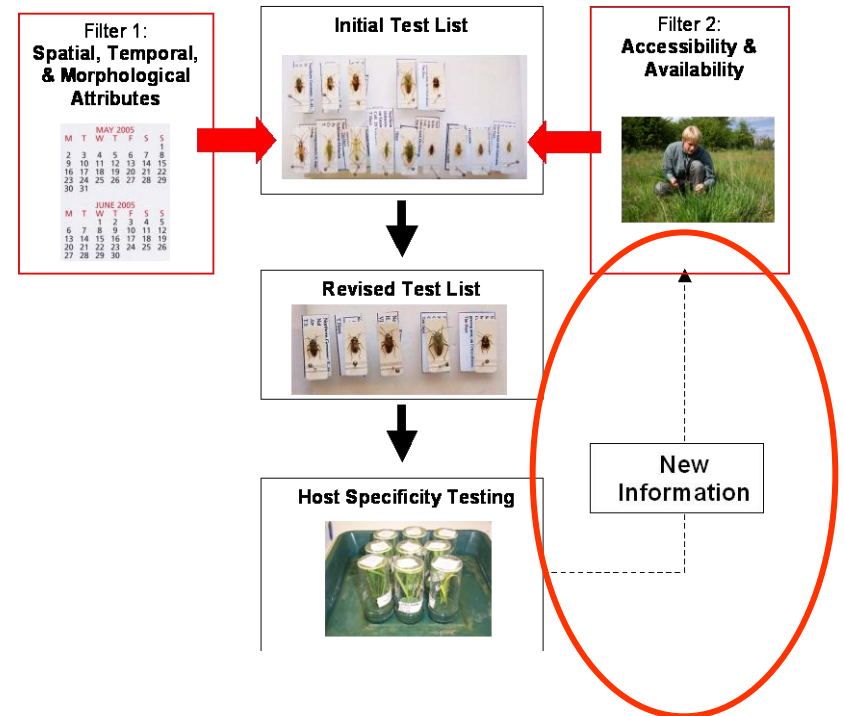 Filter 1:
Spatial, Temporal,
& Morphological
Attributes
MAY 2005
M T W T F S S
1
2 3 4 5 6 7 8
9 10 11 12 13 14 15
16 17 18 19 20 21 22
23 24 25 26 27 28 29
30 31
JUNE 2005
M T W T F S S
1 2 3 4 5
6 7 8 9 10 11 12
13 14 15 16 17 18 19
20 21 22 23 24 25 26
27 28 29 30
Initial Test List
Filter 2:
Accessibility &
Availability
Revised Test List
New
Information
Host Specificity Testing